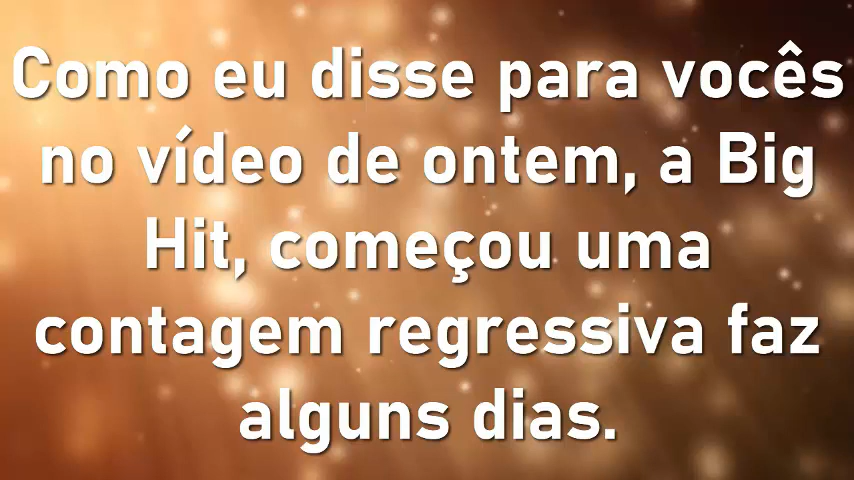 Como eu disse para vocês
no vídeo de ontem, a Big
Hit, começou uma
contagem regressiva faz
alguns dias.